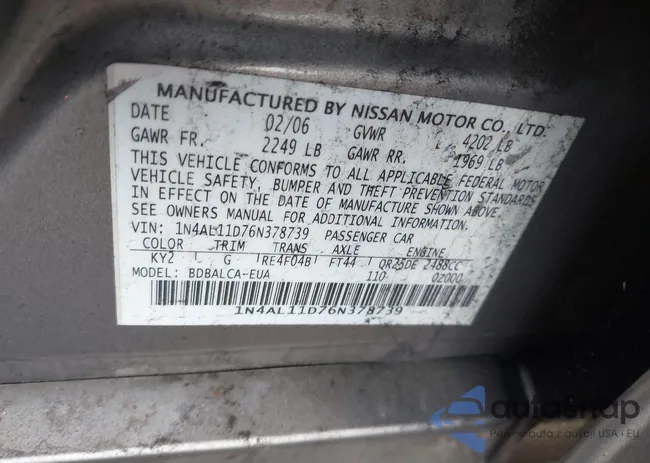 MANUFACTURED BY NISSAN MOTOR CO., LTD.
DATE 02/06 GVWR 4202 LB
GAWR FR. 2249 LB GAWR RR. 1969 LB
THIS VEHICLE CONFORMS TO ALL APPLICABLE FEDERAL MOTOR
VEHICLE SAFETY, BUMPER AND THEFT PREVENTION STANDARDS
IN EFFECT ON THE DATE OF MANUFACTURE SHOWN ABOVE.
SEE OWNERS MANUAL FOR ADDITIONAL INFORMATION.
VIN: 1N4AL11D76N378739 PASSENGER CAR
COLOR TRIM TRANS AXLE ENGINE
KY2 G RE4F04B FT44 QR25DE 2488CC
MODEL: BDBALCA-EUA 110 02000
1N4AL11D76N378739
autosnap
USA · EU